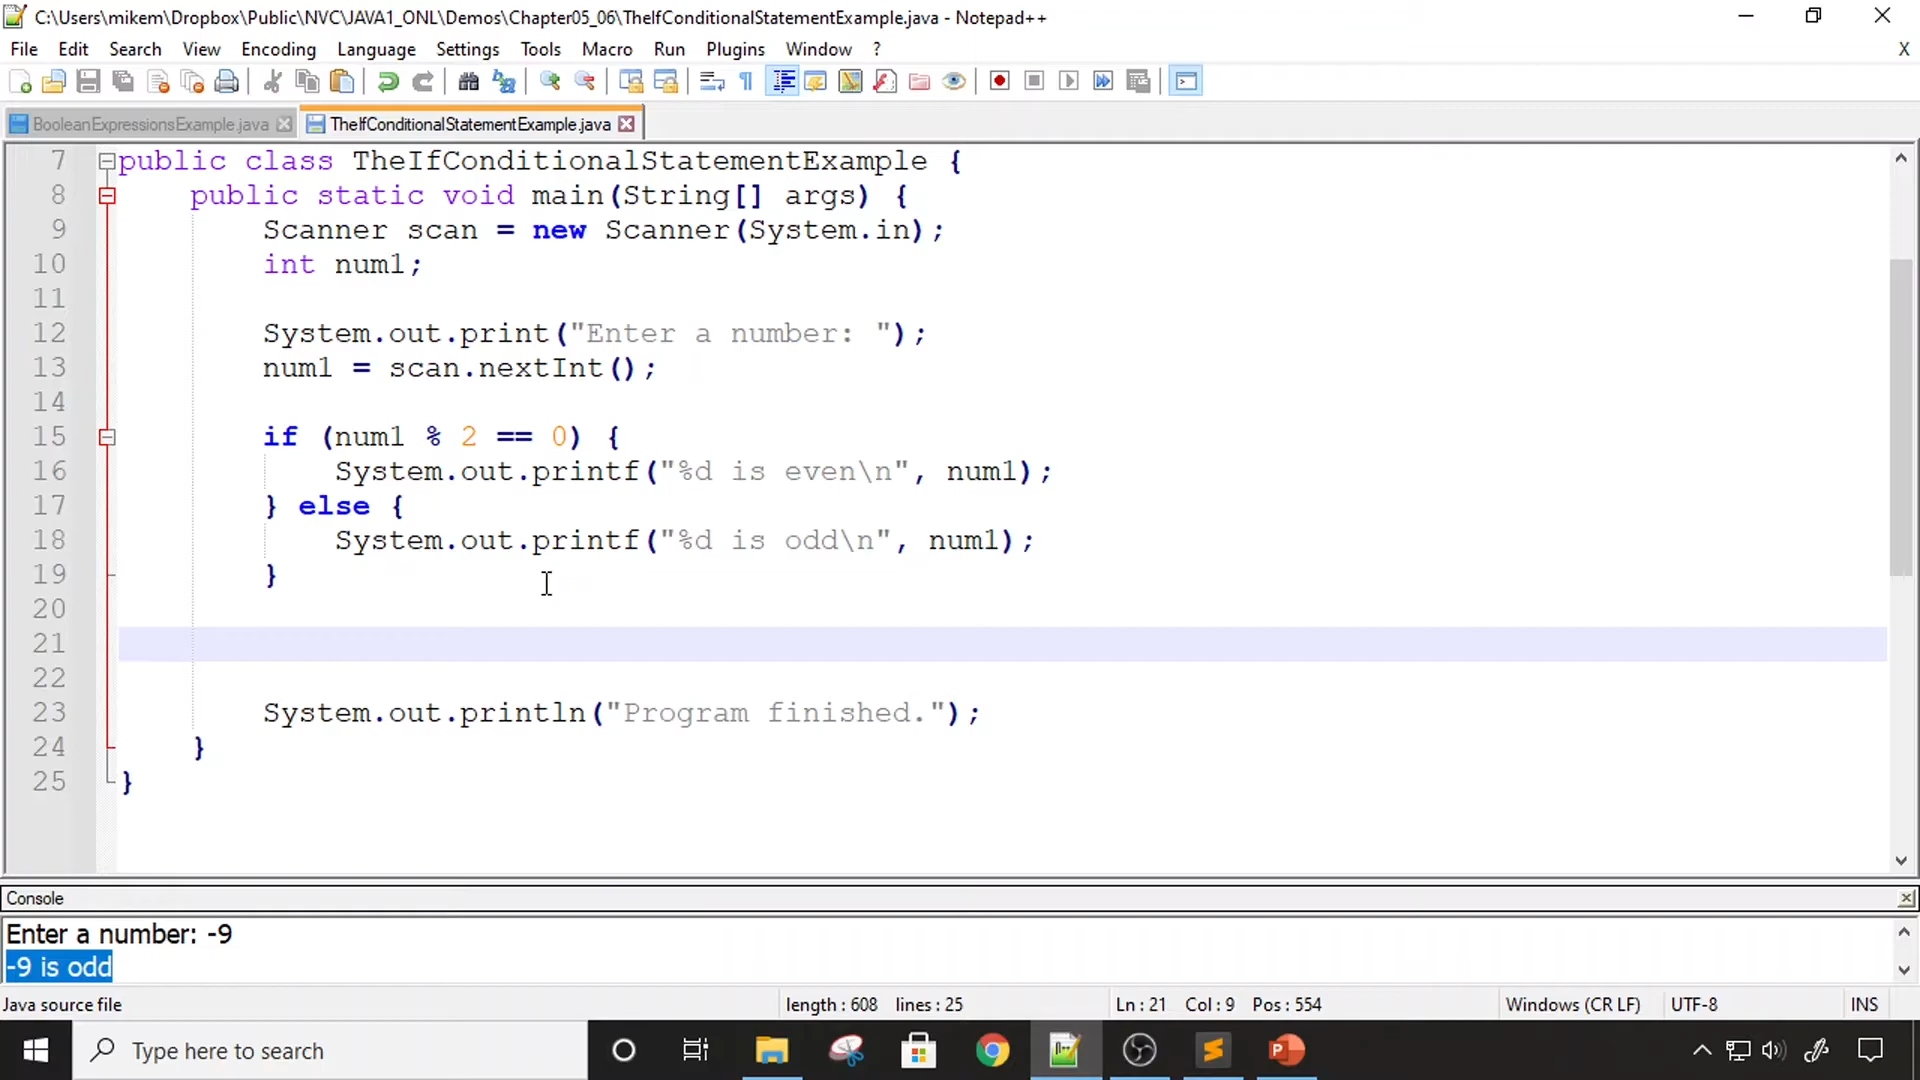 C:\Users\mikem\Dropbox\Public\NVC\JAVA1_ONL\Demos\Chapter05_06\TheIfConditionalStatementExample.java - Notepad++
File Edit Search View Encoding Language Settings Tools Macro Run Plugins Window ? X
BooleanExpressionsExample.java TheIfConditionalStatementExample.java
7 public class TheIfConditionalStatementExample {
8 public static void main(String[] args) {
9 Scanner scan = new Scanner(System.in);
10 int num1;
11
12 System.out.print("Enter a number: ");
13 num1 = scan.nextInt();
14
15 if (num1 % 2 == 0) {
16 System.out.printf("%d is even\n", num1);
17 } else {
18 System.out.printf("%d is odd\n", num1);
19 }
20
21
22
23 System.out.println("Program finished.");
24 }
25 }
Console
Enter a number: -9
-9 is odd
Java source file length : 608 lines : 25 Ln : 21 Col : 9 Pos : 554 Windows (CR LF) UTF-8 INS
Type here to search